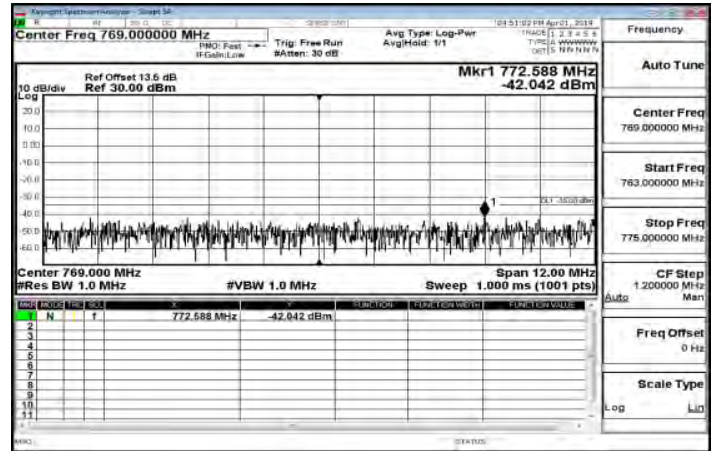 Keysight Spectrum Analyzer - Swept SA
Center Freq 769.000000 MHz
PNO: Fast
IFGain:Low
Trig: Free Run
#Atten: 30 dB
Avg Type: Log-Pwr
Avg|Hold: 1/1
04:51:02 PM Apr 01, 2019
TRACE 1 2 3 4 5 6
TYPE
DET
Frequency
Ref Offset 13.5 dB
10 dB/div Ref 30.00 dBm
Log
Mkr1 772.588 MHz
-42.042 dBm
20.0
10.0
0.00
-10.0
-20.0
-30.0
-40.0
-50.0
-60.0
1
Center 769.000 MHz
Span 12.00 MHz
#Res BW 1.0 MHz
#VBW 1.0 MHz
Sweep 1.000 ms (1001 pts)
MKR MODE TRC SCL X Y FUNCTION FUNCTION WIDTH FUNCTION VALUE
1 N f 772.588 MHz -42.042 dBm
2
3
4
5
6
7
8
9
10
11
MSG
STATUS
Auto Tune
Center Freq
769.000000 MHz
Start Freq
763.000000 MHz
Stop Freq
775.000000 MHz
CF Step
1.200000 MHz
Auto Man
Freq Offset
0 Hz
Scale Type
Log Lin